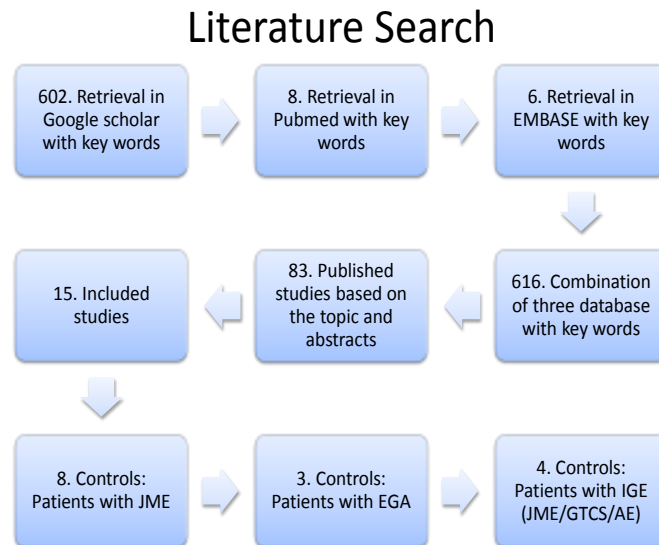 Literature Search
602. Retrieval in
Google scholar
with key words
8. Retrieval in
Pubmed with key
words
6. Retrieval in
EMBASE with key
words
616. Combination
of three database
with key words
83. Published
studies based on
the topic and
abstracts
15. Included
studies
8. Controls:
Patients with JME
3. Controls:
Patients with EGA
4. Controls:
Patients with IGE
(JME/GTCS/AE)